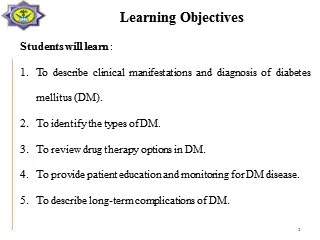 Learning Objectives
Students will learn :
1. To describe clinical manifestations and diagnosis of diabetes
mellitus (DM).
2. To identify the types of DM.
3. To review drug therapy options in DM.
4. To provide patient education and monitoring for DM disease.
5. To describe long-term complications of DM.